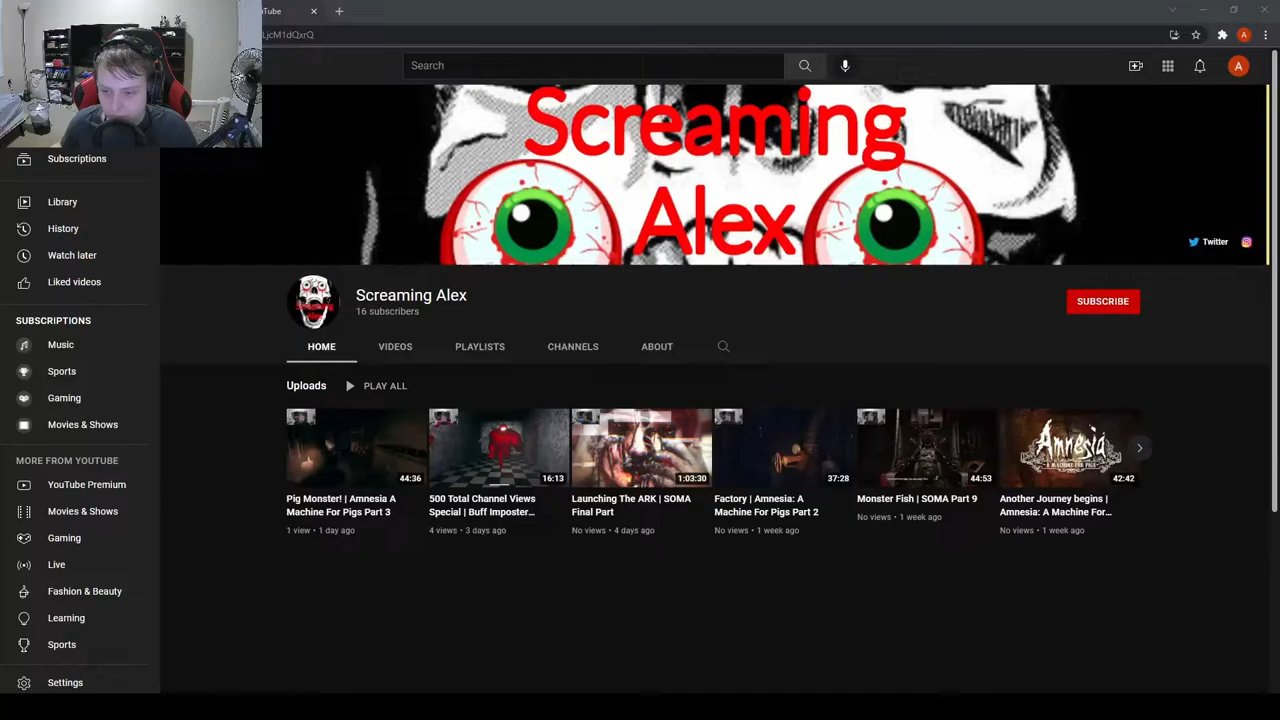 uTube
LjcM1dQxrQ
Search
A
A
Screaming
Alex
Twitter
Subscriptions
Library
History
Watch later
Liked videos
SUBSCRIPTIONS
Music
Sports
Gaming
Movies & Shows
MORE FROM YOUTUBE
YouTube Premium
Movies & Shows
Gaming
Live
Fashion & Beauty
Learning
Sports
Settings
Screaming Alex
16 subscribers
SUBSCRIBE
HOME VIDEOS PLAYLISTS CHANNELS ABOUT
Uploads PLAY ALL
44:36
Pig Monster! | Amnesia A
Machine For Pigs Part 3
1 view • 1 day ago
16:13
500 Total Channel Views
Special | Buff Imposter...
4 views • 3 days ago
1:03:30
Launching The ARK | SOMA
Final Part
No views • 4 days ago
37:28
Factory | Amnesia: A
Machine For Pigs Part 2
No views • 1 week ago
44:53
Monster Fish | SOMA Part 9
No views • 1 week ago
Amnesia
A MACHINE FOR PIGS
42:42
Another Journey begins |
Amnesia: A Machine For...
No views • 1 week ago